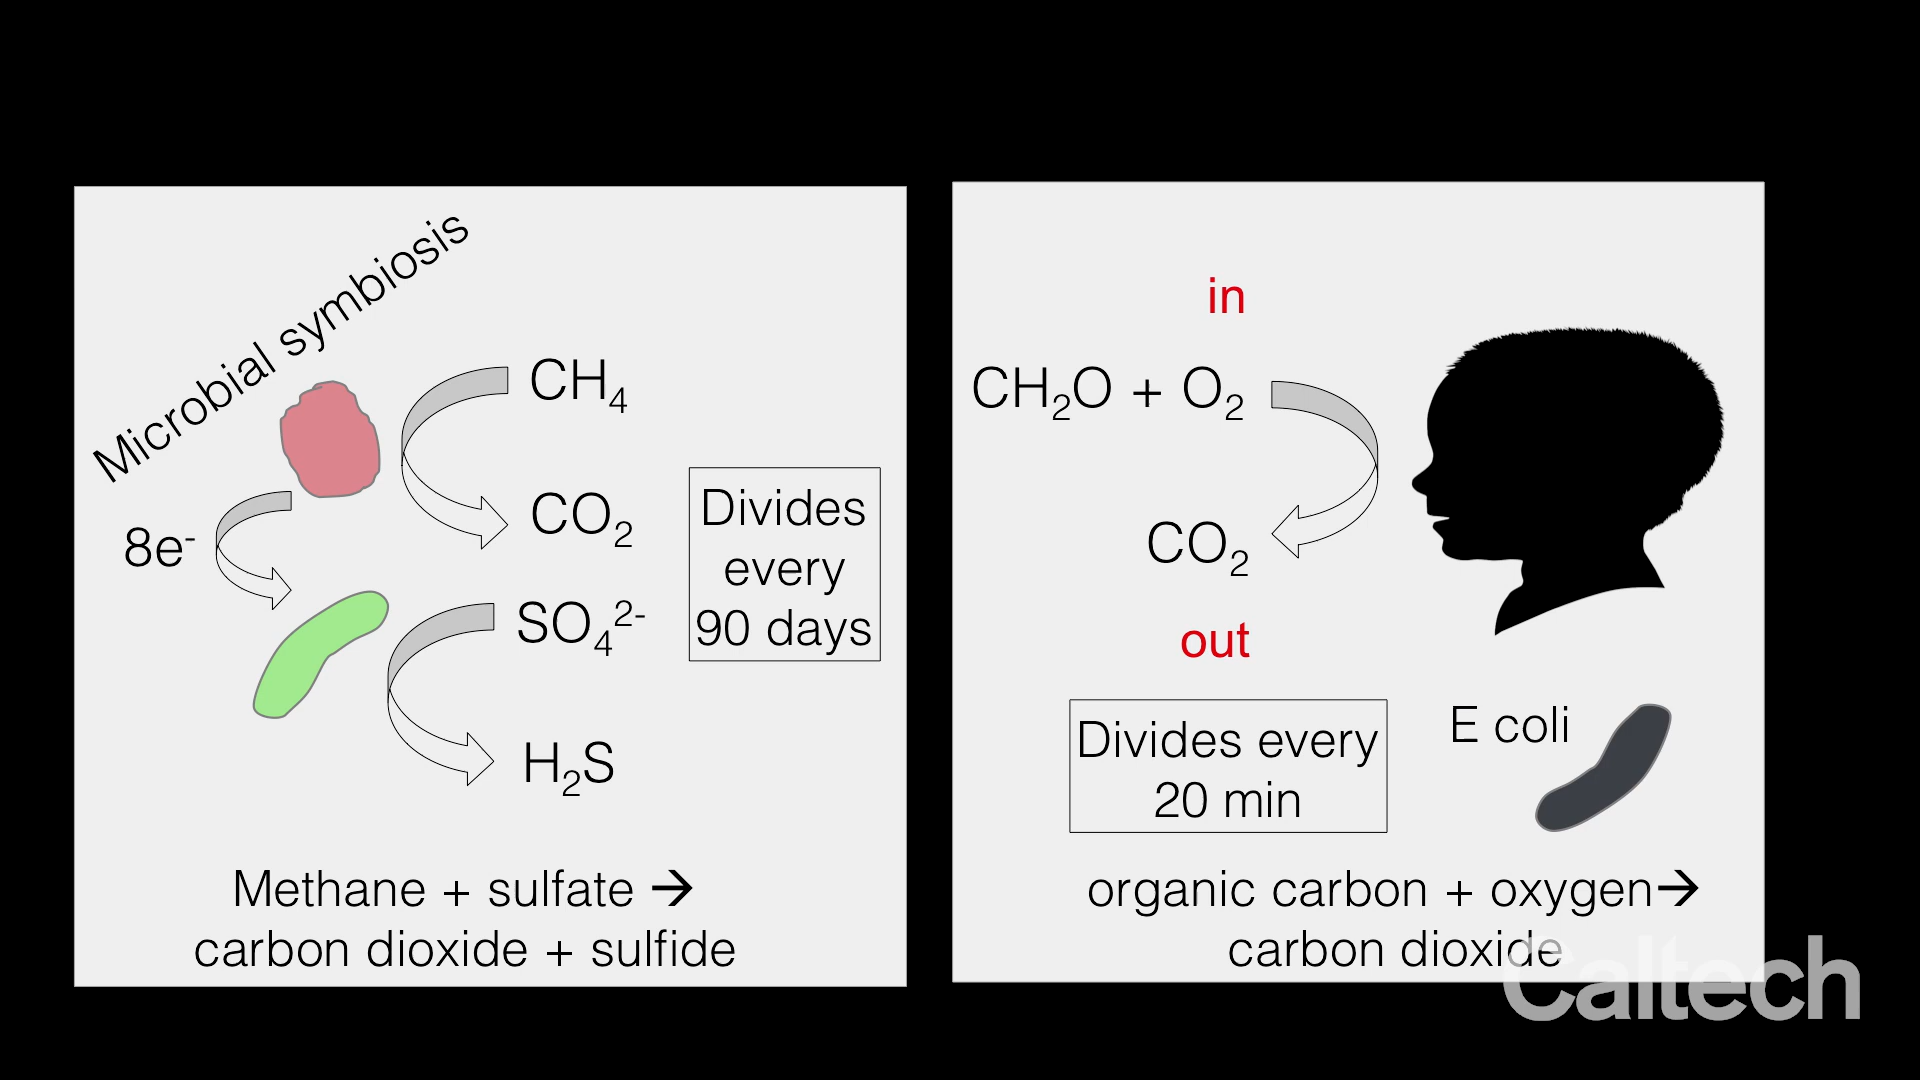 Microbial symbiosis
CH₄
8e⁻
CO₂
SO₄²⁻
H₂S
Divides
every
90 days
Methane + sulfate →
carbon dioxide + sulfide
in
CH₂O + O₂
CO₂
out
Divides every
20 min
E coli
organic carbon + oxygen→
carbon dioxide
Caltech